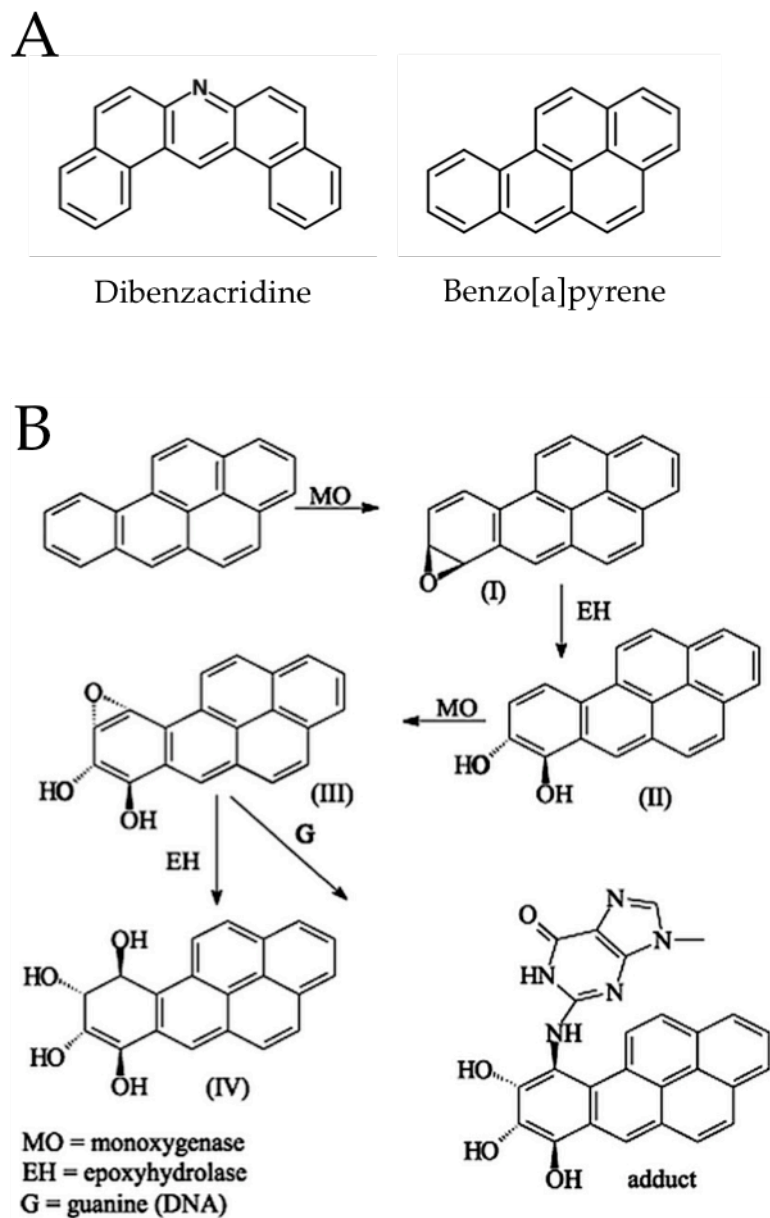 A
N
Dibenzacridine
Benzo[a]pyrene
B
MO
O
(I)
EH
O
HO
OH
(III)
MO
HO
OH
(II)
EH
G
OH
HO
HO
OH
(IV)
O
N
N
HN
N
NH
HO
HO
OH
adduct
MO = monoxygenase
EH = epoxyhydrolase
G = guanine (DNA)